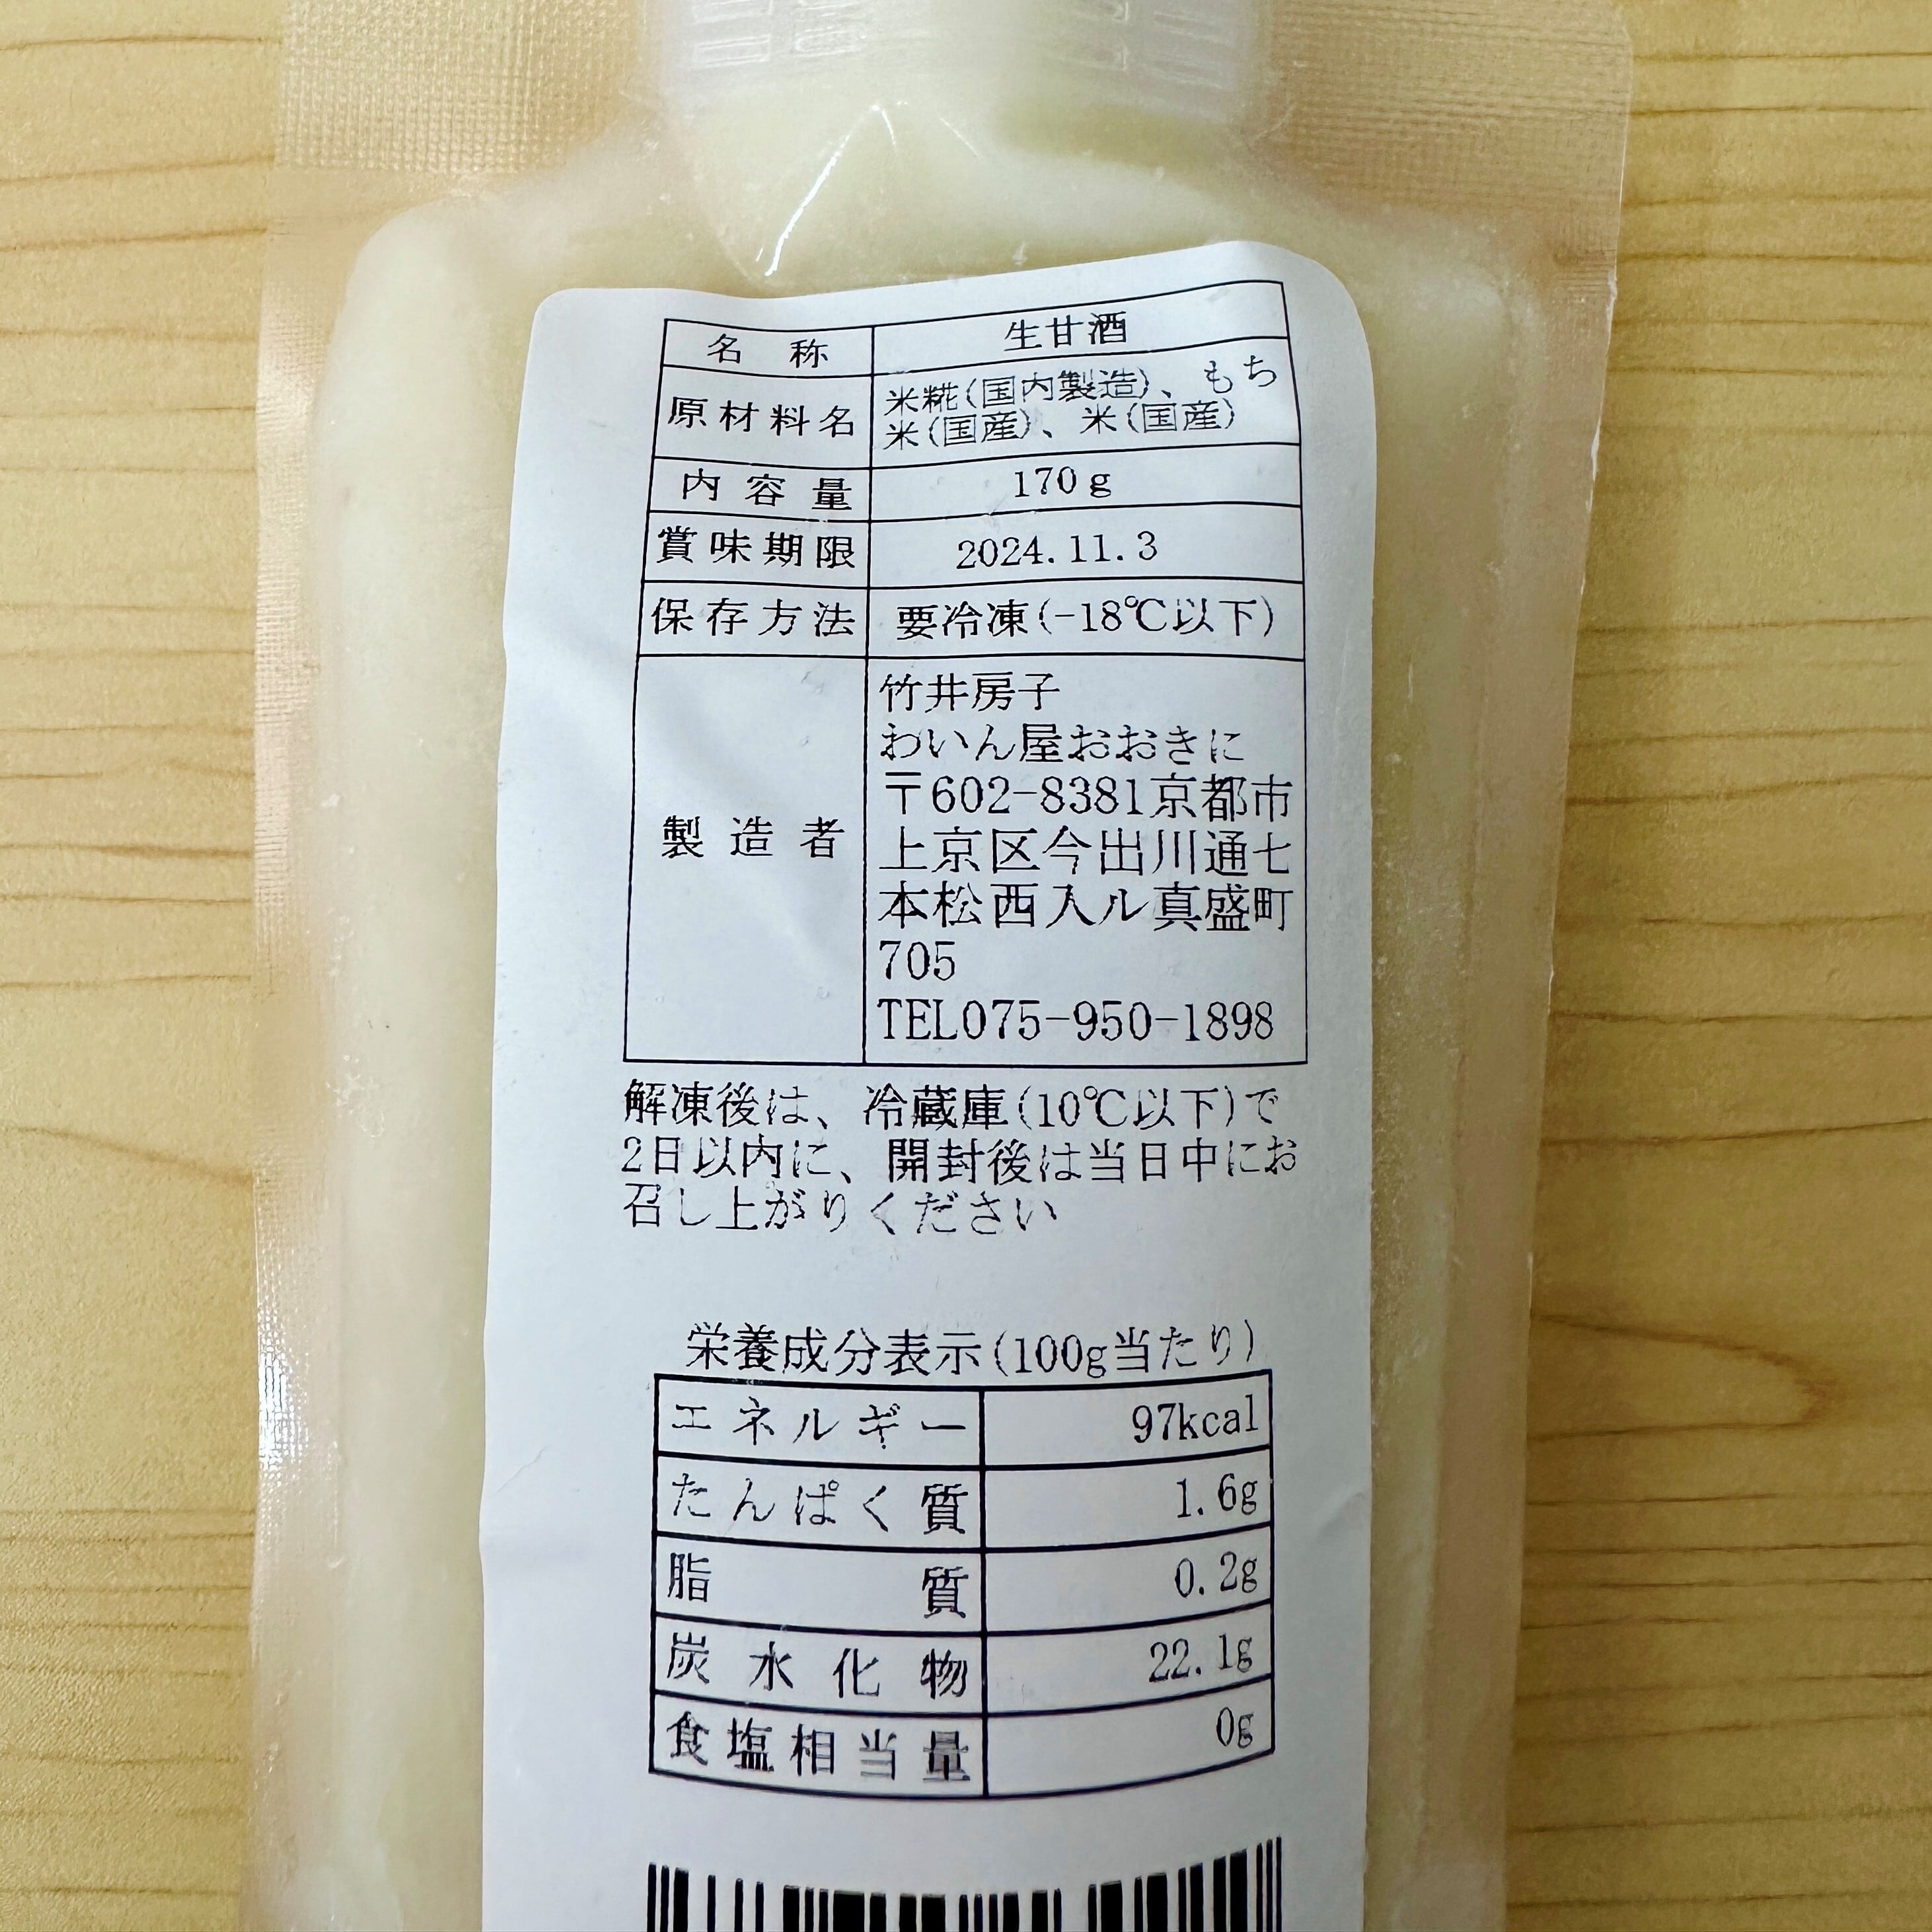 名称 生甘酒
原材料名 米糀(国内製造)、もち
米(国産)、米(国産)
内容量 170g
賞味期限 2024.11.3
保存方法 要冷凍(-18℃以下)
製造者
竹井房子
おいん屋おおきに
〒602-8381京都市
上京区今出川通七
本松西入ル真盛町
705
TEL075-950-1898
解凍後は、冷蔵庫(10℃以下)で
2日以内に、開封後は当日中にお
召し上がりください
栄養成分表示(100g当たり)
エネルギー 97kcal
たんぱく質 1.6g
脂質 0.2g
炭水化物 22.1g
食塩相当量 0g